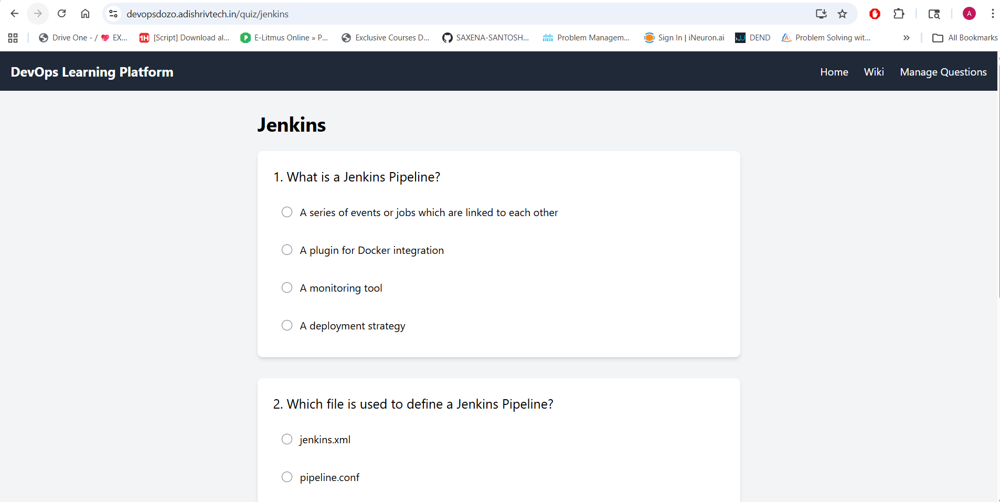 devopsdozo.adishrivtech.in/quiz/jenkins
A
Drive One - / 💖 EX... [Script] Download al... E-Litmus Online » P... Exclusive Courses D... SAXENA-SANTOSH... Problem Managem... Sign In | iNeuron.ai DEND Problem Solving wit... » All Bookmarks
DevOps Learning Platform
Home Wiki Manage Questions
Jenkins
1. What is a Jenkins Pipeline?
A series of events or jobs which are linked to each other
A plugin for Docker integration
A monitoring tool
A deployment strategy
2. Which file is used to define a Jenkins Pipeline?
jenkins.xml
pipeline.conf